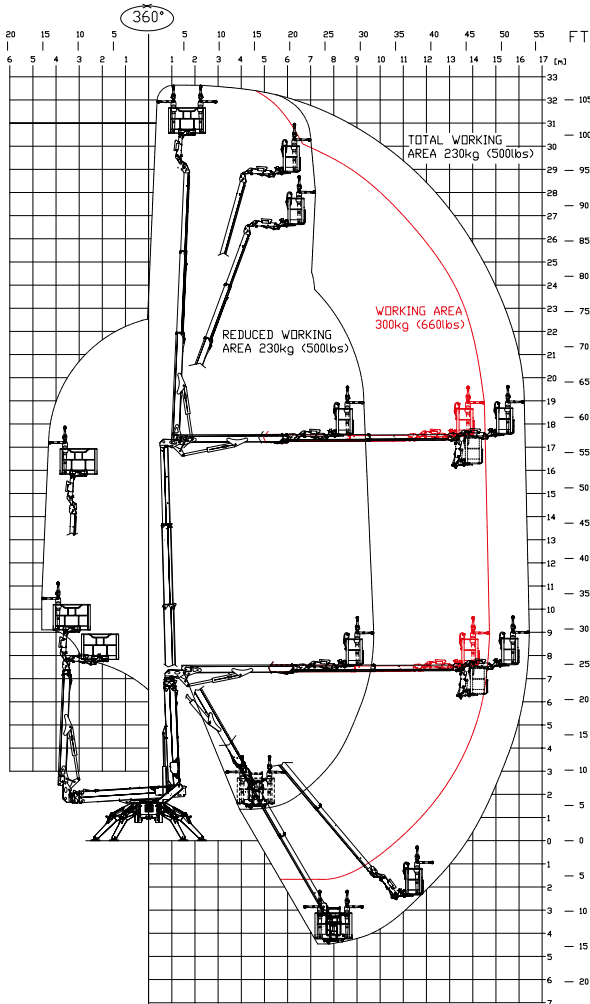 360°
20 15 10 5 5 10 15 20 25 30 35 40 45 50 55 FT
6 5 4 3 2 1 1 2 3 4 5 6 7 8 9 10 11 12 13 14 15 16 17 [m]
33
32 — 105
31
30 — 100
TOTAL WORKING
AREA 230kg (500lbs)
29 — 95
28
27 — 90
26 — 85
25
24 — 80
23 — 75
WORKING AREA
300kg (660lbs)
22
REDUCED WORKING
AREA 230kg (500lbs)
21 — 70
20 — 65
19
18 — 60
17 — 55
16
15 — 50
14 — 45
13
12 — 40
11 — 35
10
9 — 30
8 — 25
7
6 — 20
5
4 — 15
3 — 10
2
1 — 5
0 — 0
1
2 — 5
3 — 10
4
5 — 15
6 — 20
7